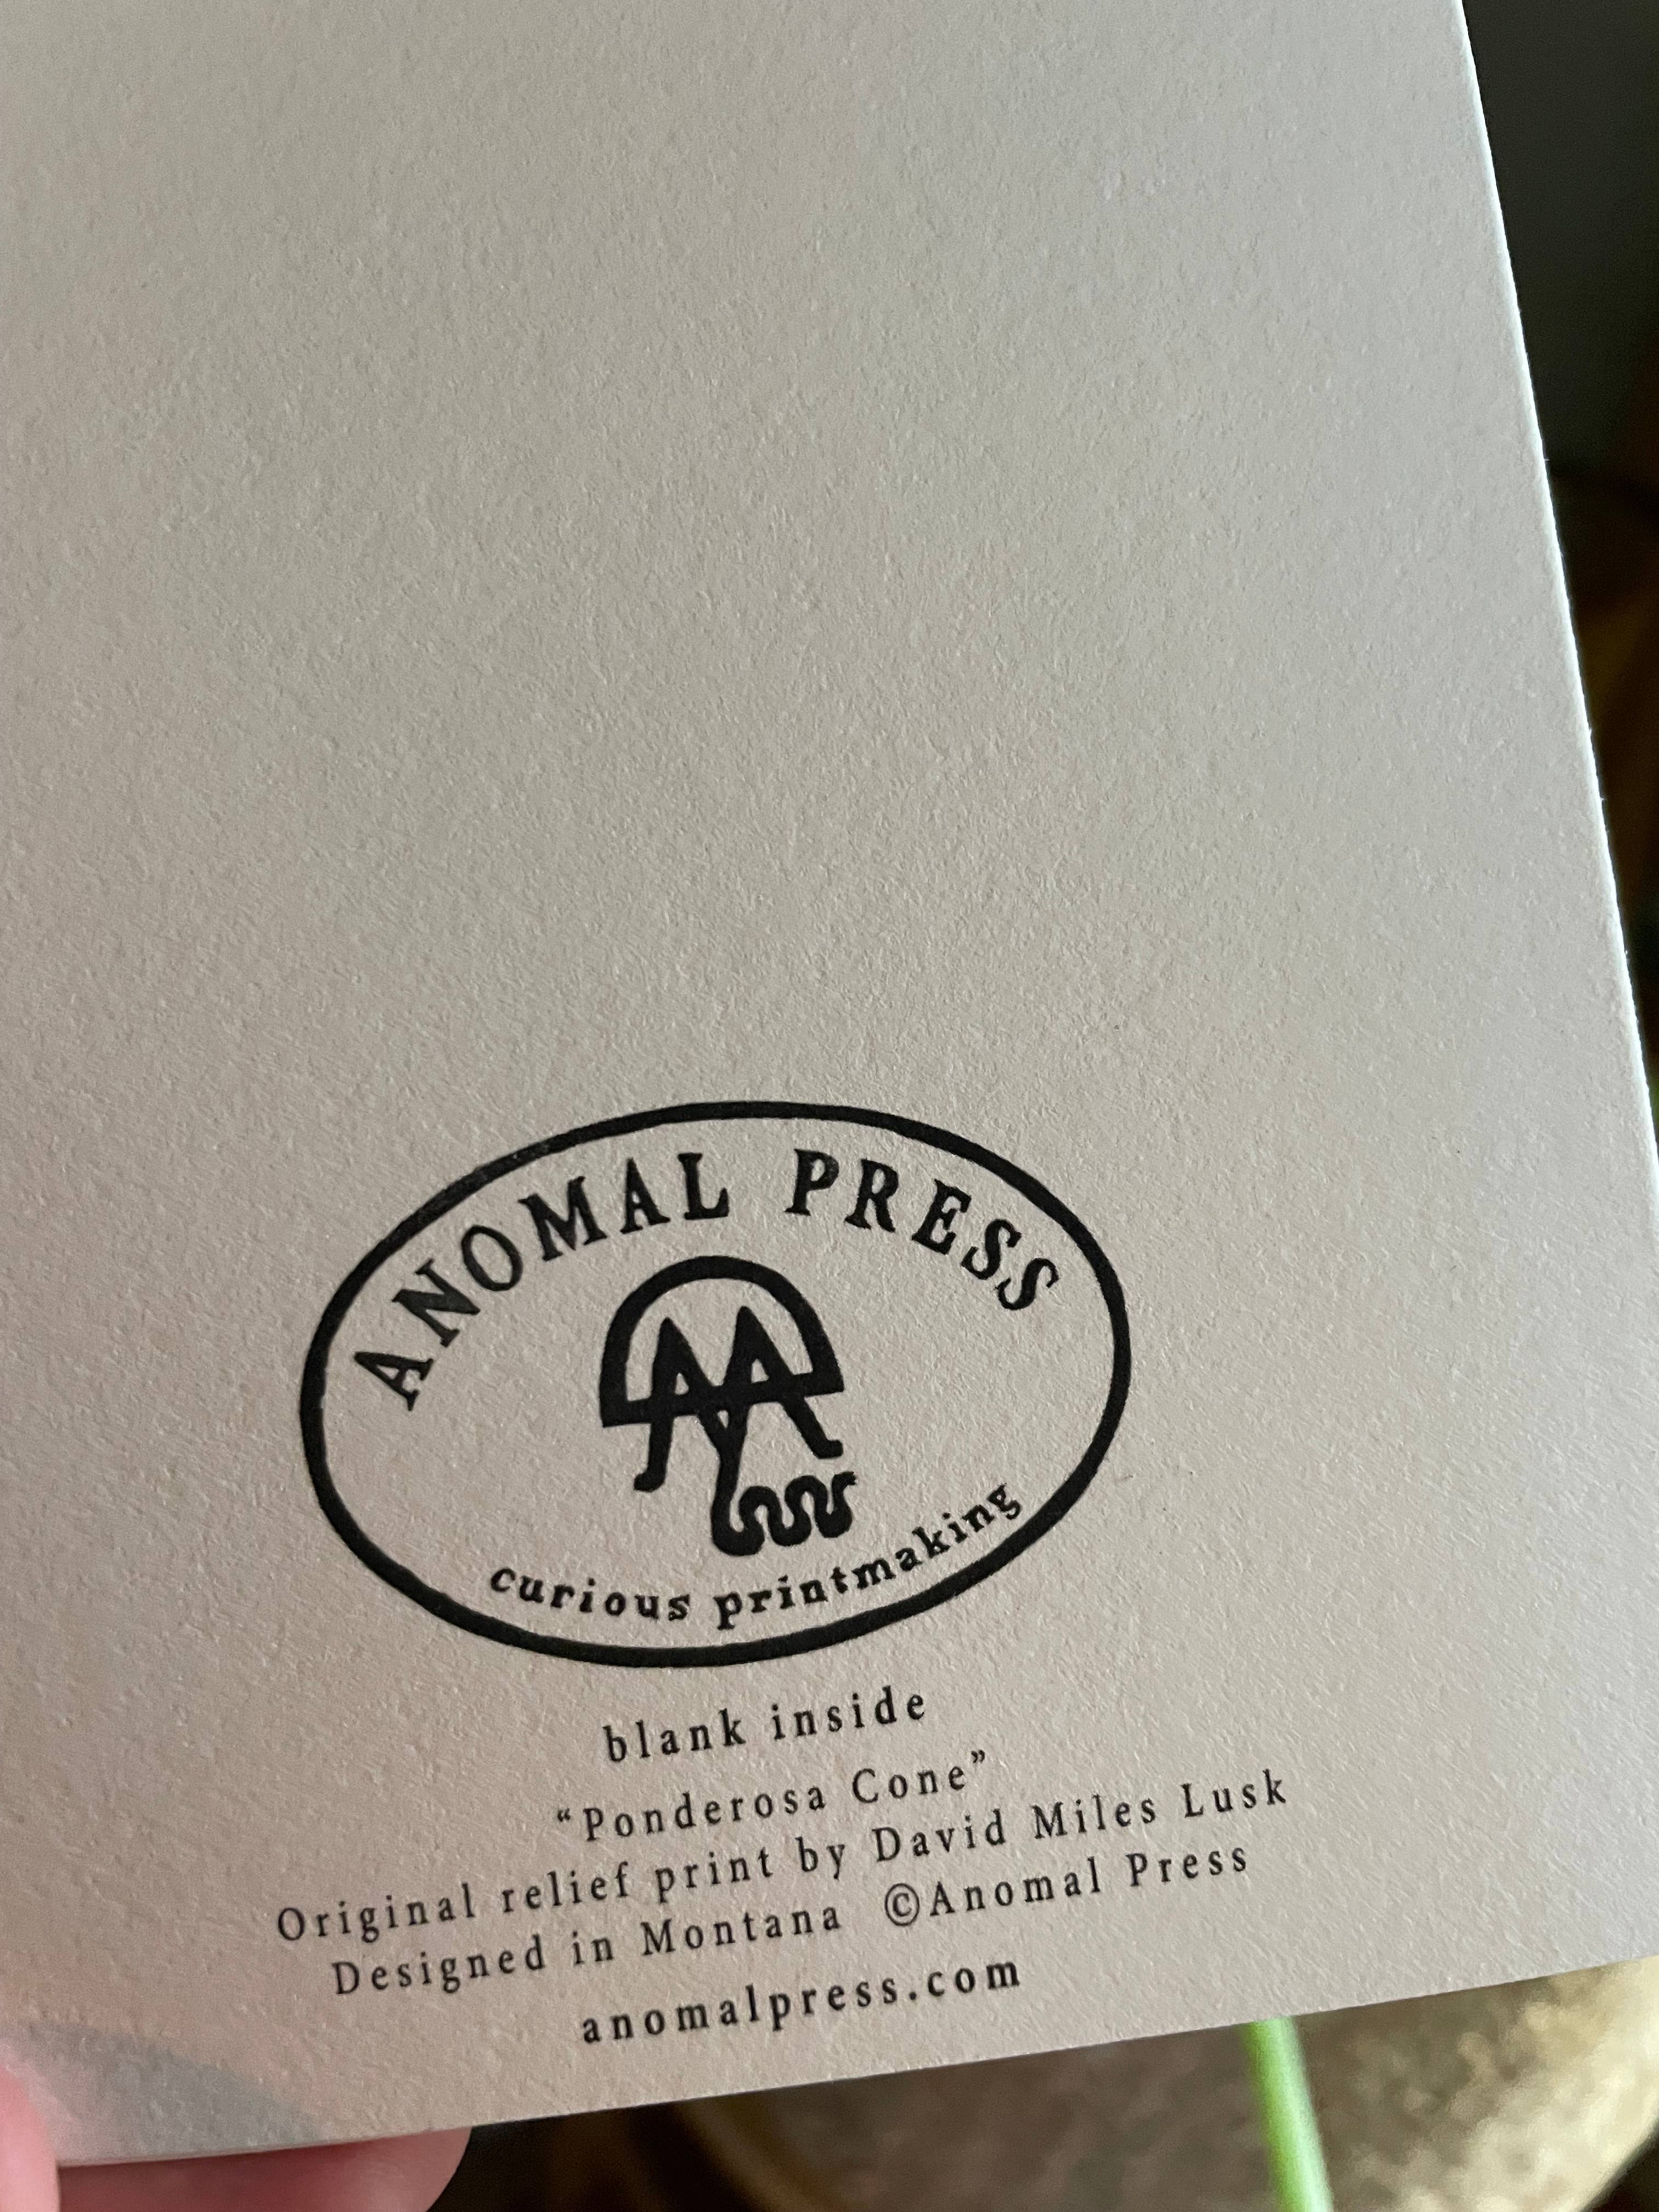 ANOMAL PRESS
curious printmaking
blank inside
“Ponderosa Cone”
Original relief print by David Miles Lusk
Designed in Montana ©Anomal Press
anomalpress.com